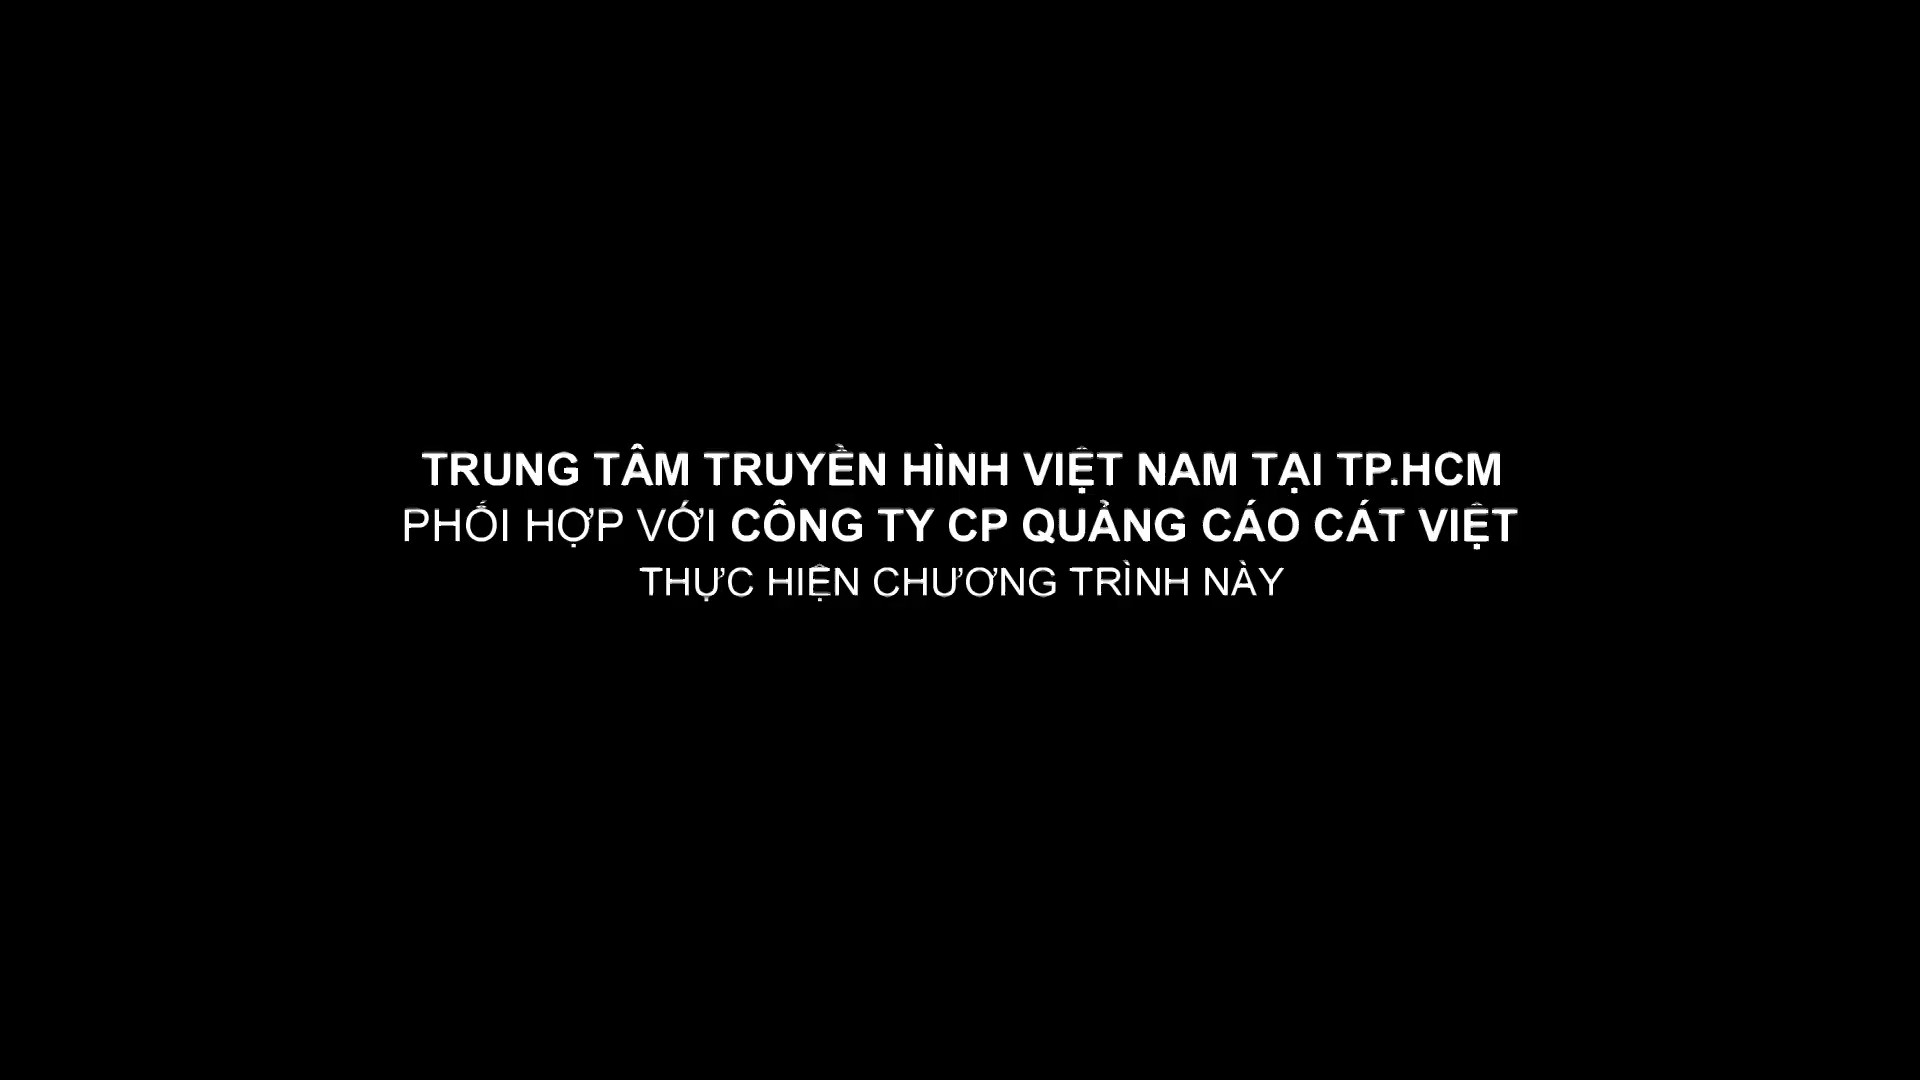 TRUNG TÂM TRUYỀN HÌNH VIỆT NAM TẠI TP.HCM
PHỐI HỢP VỚI CÔNG TY CP QUẢNG CÁO CÁT VIỆT
THỰC HIỆN CHƯƠNG TRÌNH NÀY